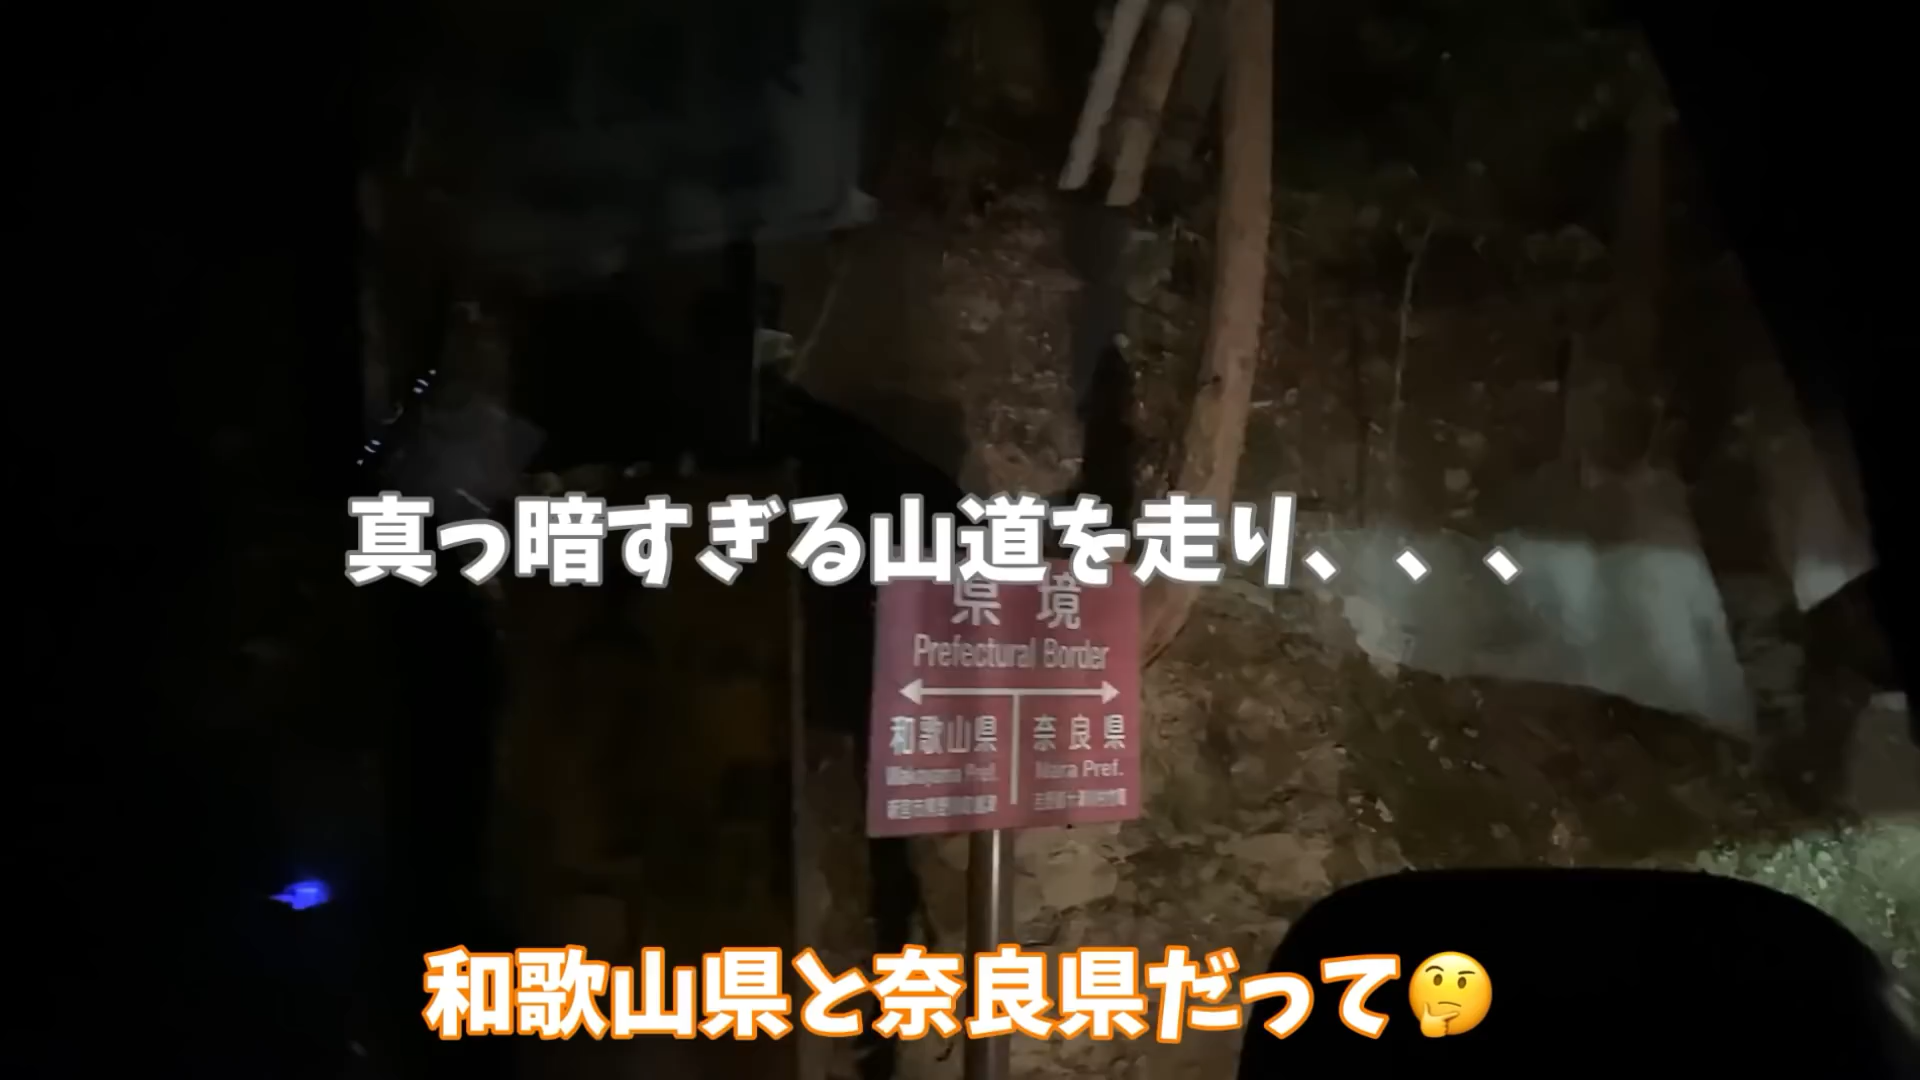 真っ暗すぎる山道を走り、、、
県境
Prefectural Border
和歌山県 奈良県
Wakayama Pref. Nara Pref.
和歌山県と奈良県だって🤔